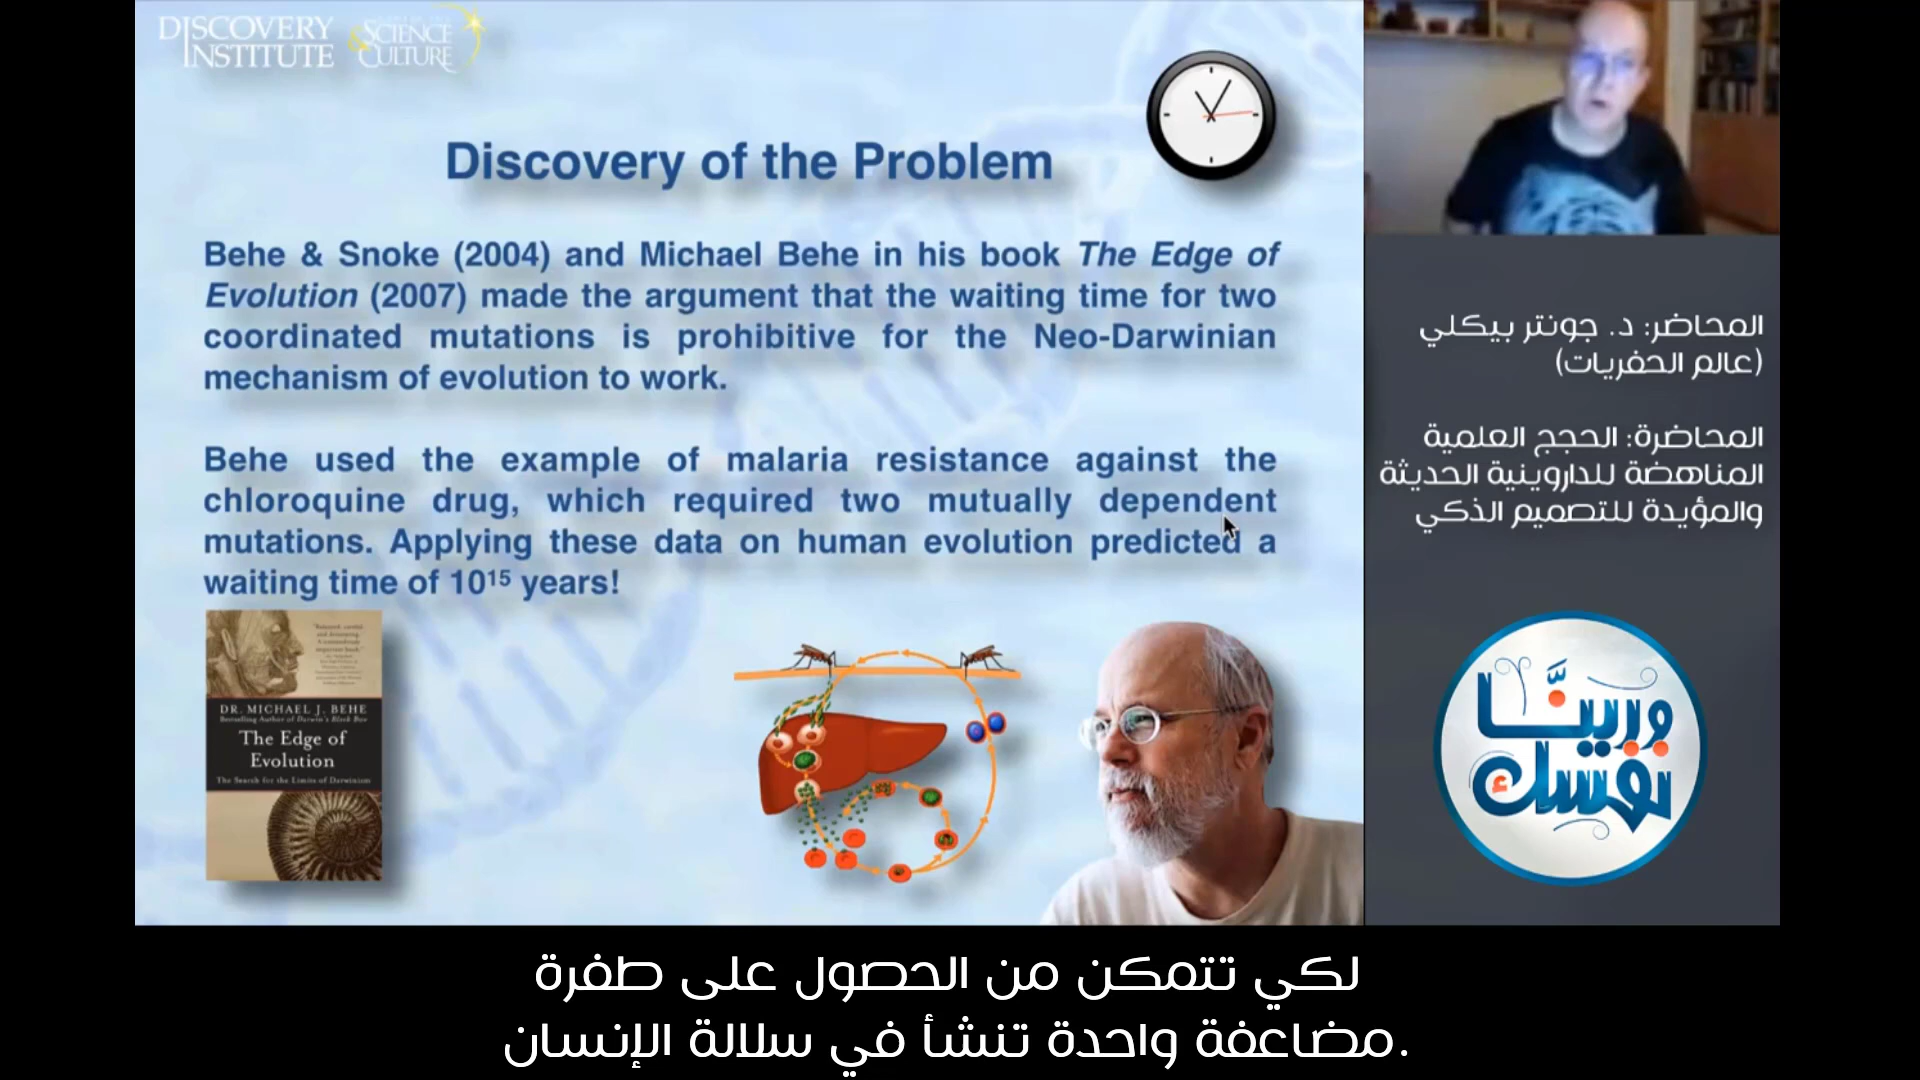 DISCOVERY
INSTITUTE
SCIENCE
& CULTURE
Discovery of the Problem
Behe & Snoke (2004) and Michael Behe in his book The Edge of
Evolution (2007) made the argument that the waiting time for two
coordinated mutations is prohibitive for the Neo-Darwinian
mechanism of evolution to work.
Behe used the example of malaria resistance against the
chloroquine drug, which required two mutually dependent
mutations. Applying these data on human evolution predicted a
waiting time of 10¹⁵ years!
DR. MICHAEL J. BEHE
Bestselling Author of Darwin's Black Box
The Edge of
Evolution
The Search for the Limits of Darwinism
المحاضر: د. جونتر بيكلي
(عالم الحفريات)
المحاضرة: الحجج العلمية
المناهضة للداروينية الحديثة
والمؤيدة للتصميم الذكي
وربينا
نفسك
لكي تتمكن من الحصول على طفرة
مضاعفة واحدة تنشأ في سلالة الإنسان.